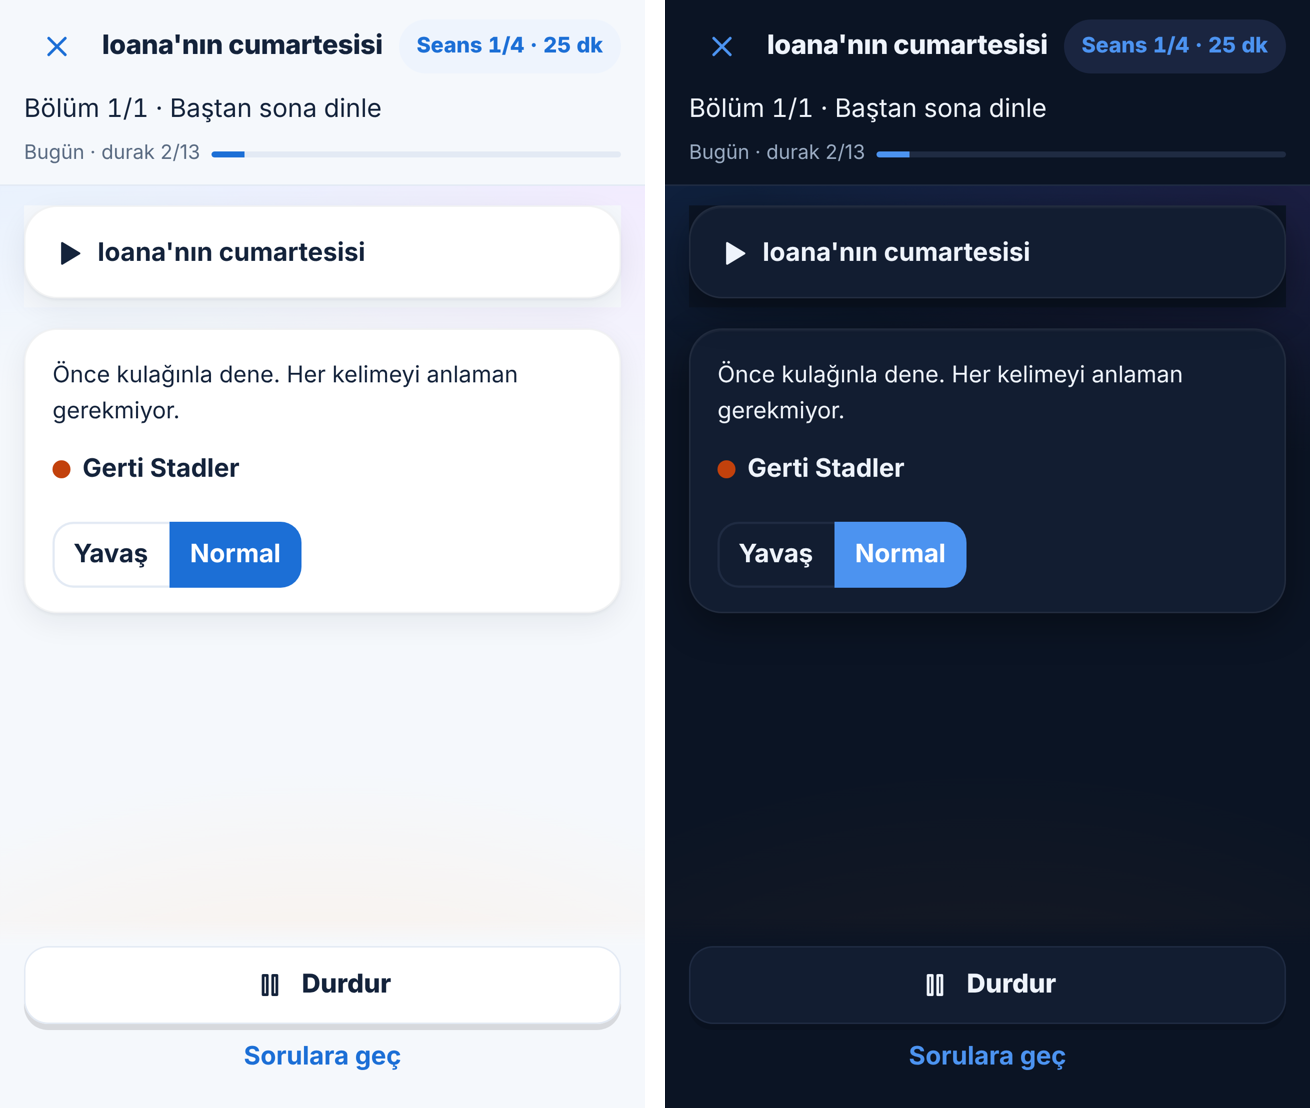 Ioana'nın cumartesisi
Seans 1/4 · 25 dk
Bölüm 1/1 · Baştan sona dinle
Bugün · durak 2/13
Ioana'nın cumartesisi
Önce kulağınla dene. Her kelimeyi anlaman
gerekmiyor.
Gerti Stadler
Yavaş
Normal
Durdur
Sorulara geç
Ioana'nın cumartesisi
Seans 1/4 · 25 dk
Bölüm 1/1 · Baştan sona dinle
Bugün · durak 2/13
Ioana'nın cumartesisi
Önce kulağınla dene. Her kelimeyi anlaman
gerekmiyor.
Gerti Stadler
Yavaş
Normal
Durdur
Sorulara geç